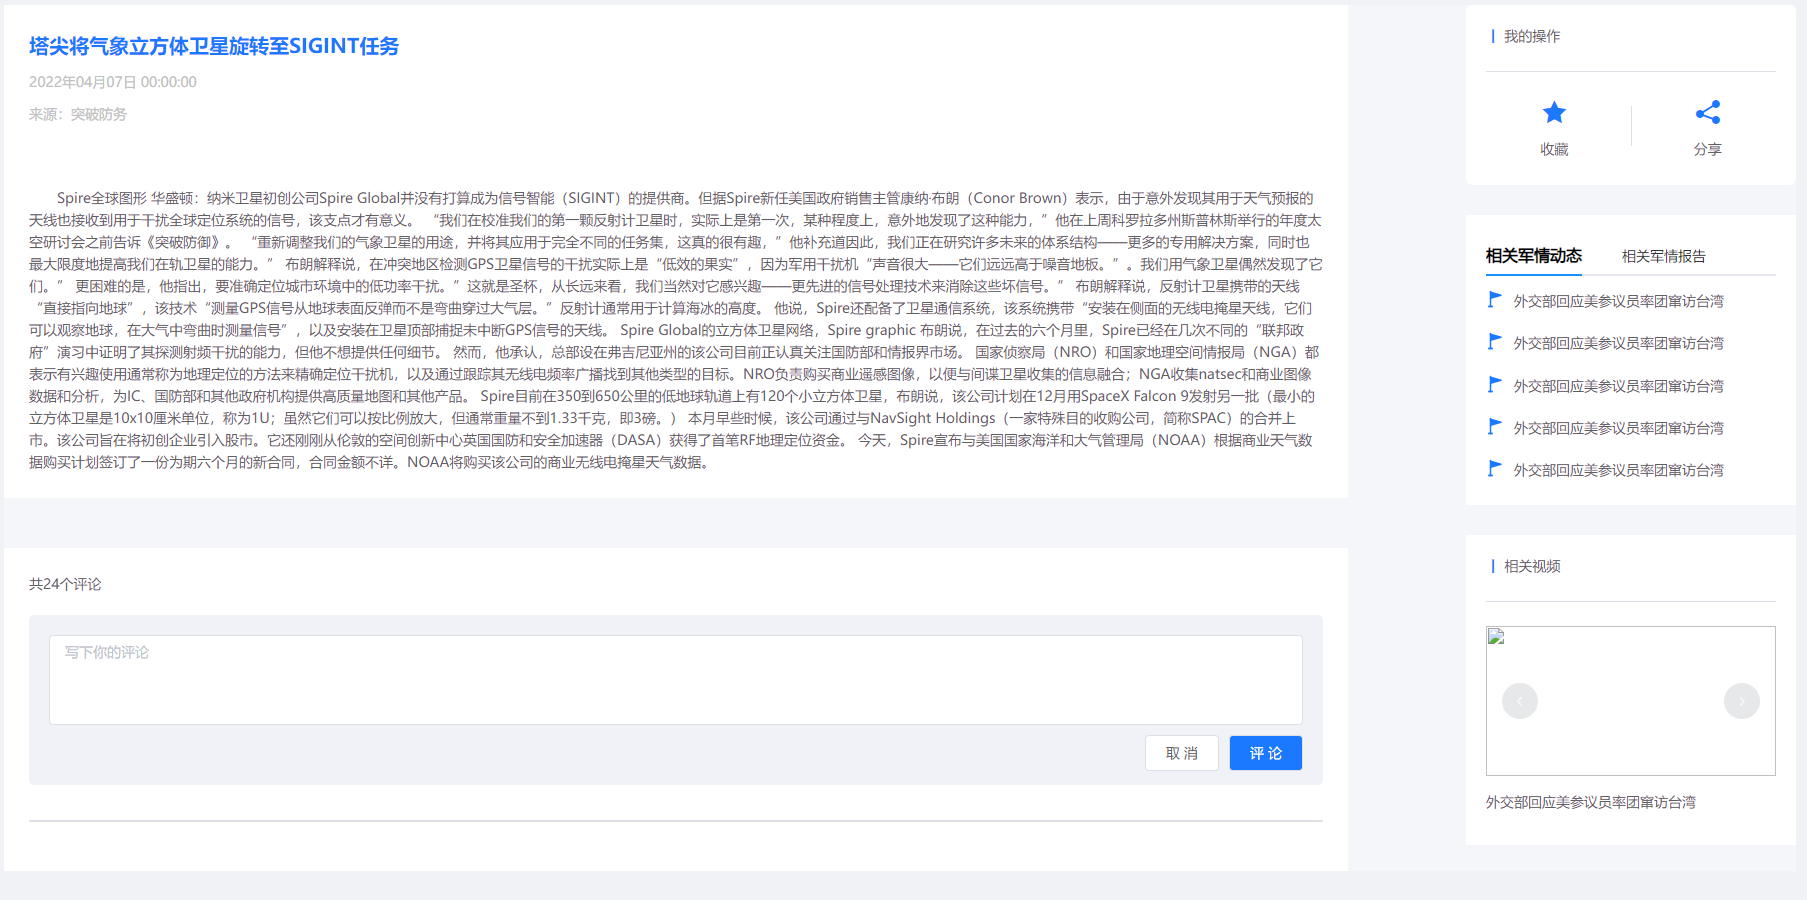 塔尖将气象立方体卫星旋转至SIGINT任务
2022年04月07日 00:00:00
来源：突破防务
Spire全球图形 华盛顿：纳米卫星初创公司Spire Global并没有打算成为信号智能（SIGINT）的提供商。但据Spire新任美国政府销售主管康纳·布朗（Conor Brown）表示，由于意外发现其用于天气预报的
天线也接收到用于干扰全球定位系统的信号，该支点才有意义。 “我们在校准我们的第一颗反射计卫星时，实际上是第一次，某种程度上，意外地发现了这种能力，”他在上周科罗拉多州斯普林斯举行的年度太
空研讨会之前告诉《突破防御》。 “重新调整我们的气象卫星的用途，并将其应用于完全不同的任务集，这真的很有趣，”他补充道因此，我们正在研究许多未来的体系结构——更多的专用解决方案，同时也
最大限度地提高我们在轨卫星的能力。” 布朗解释说，在冲突地区检测GPS卫星信号的干扰实际上是“低效的果实”，因为军用干扰机“声音很大——它们远远高于噪音地板。”。我们用气象卫星偶然发现了它
们。” 更困难的是，他指出，要准确定位城市环境中的低功率干扰。”这就是圣杯，从长远来看，我们当然对它感兴趣——更先进的信号处理技术来消除这些坏信号。” 布朗解释说，反射计卫星携带的天线
“直接指向地球”，该技术“测量GPS信号从地球表面反弹而不是弯曲穿过大气层。”反射计通常用于计算海冰的高度。 他说，Spire还配备了卫星通信系统，该系统携带“安装在侧面的无线电掩星天线，它们
可以观察地球，在大气中弯曲时测量信号”，以及安装在卫星顶部捕捉未中断GPS信号的天线。 Spire Global的立方体卫星网络，Spire graphic 布朗说，在过去的六个月里，Spire已经在几次不同的“联邦政
府”演习中证明了其探测射频干扰的能力，但他不想提供任何细节。 然而，他承认，总部设在弗吉尼亚州的该公司目前正认真关注国防部和情报界市场。 国家侦察局（NRO）和国家地理空间情报局（NGA）都
表示有兴趣使用通常称为地理定位的方法来精确定位干扰机，以及通过跟踪其无线电频率广播找到其他类型的目标。NRO负责购买商业遥感图像，以便与间谍卫星收集的信息融合；NGA收集natsec和商业图像
数据和分析，为IC、国防部和其他政府机构提供高质量地图和其他产品。 Spire目前在350到650公里的低地球轨道上有120个小立方体卫星，布朗说，该公司计划在12月用SpaceX Falcon 9发射另一批（最小的
立方体卫星是10x10厘米单位，称为1U；虽然它们可以按比例放大，但通常重量不到1.33千克，即3磅。） 本月早些时候，该公司通过与NavSight Holdings（一家特殊目的收购公司，简称SPAC）的合并上
市。该公司旨在将初创企业引入股市。它还刚刚从伦敦的空间创新中心英国国防和安全加速器（DASA）获得了首笔RF地理定位资金。 今天，Spire宣布与美国国家海洋和大气管理局（NOAA）根据商业天气数
据购买计划签订了一份为期六个月的新合同，合同金额不详。NOAA将购买该公司的商业无线电掩星天气数据。
共24个评论
写下你的评论
取 消
评 论
我的操作
收藏
分享
相关军情动态
相关军情报告
外交部回应美参议员率团窜访台湾
外交部回应美参议员率团窜访台湾
外交部回应美参议员率团窜访台湾
外交部回应美参议员率团窜访台湾
外交部回应美参议员率团窜访台湾
相关视频
外交部回应美参议员率团窜访台湾